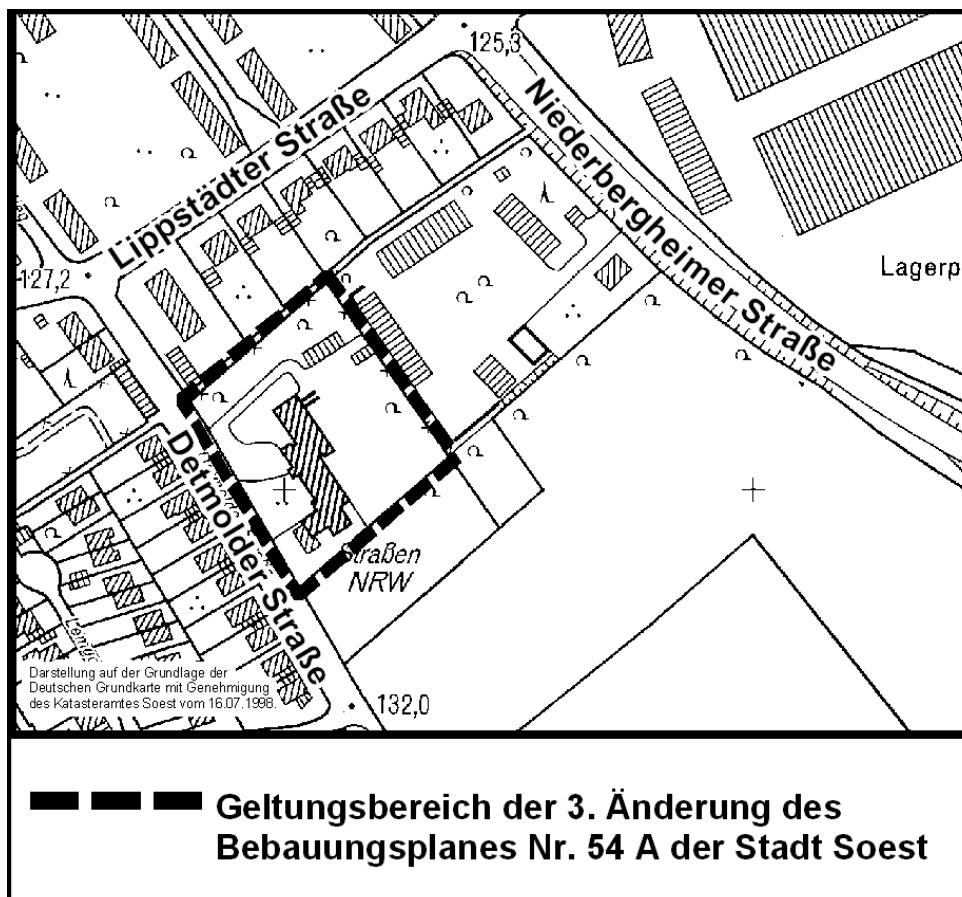 125,3
Lippstädter Straße
Niederbergheimer Straße
Lagerp
127,2
Detmolder Straße
Straßen
NRW
Darstellung auf der Grundlage der
Deutschen Grundkarte mit Genehmigung
des Katasteramtes Soest vom 16.07.1998.
132,0
Geltungsbereich der 3. Änderung des
Bebauungsplanes Nr. 54 A der Stadt Soest